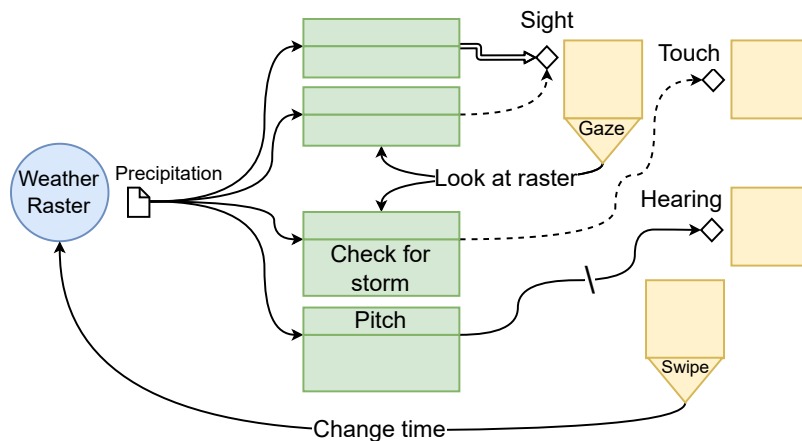 Sight
Touch
Gaze
Precipitation
Weather
Raster
Look at raster
Hearing
Check for
storm
Pitch
Swipe
Change time